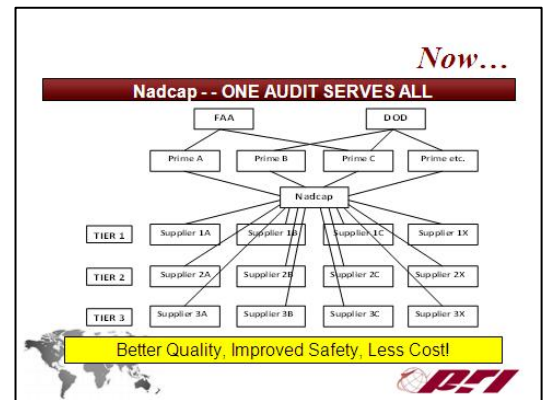 Now...
Nadcap - - ONE AUDIT SERVES ALL
FAA DOD
Prime A Prime B Prime C Prime etc.
Nadcap
TIER 1 Supplier 1A Supplier 1B Supplier 1C Supplier 1X
TIER 2 Supplier 2A Supplier 2B Supplier 2C Supplier 2X
TIER 3 Supplier 3A Supplier 3B Supplier 3C Supplier 3X
Better Quality, Improved Safety, Less Cost!
PRI